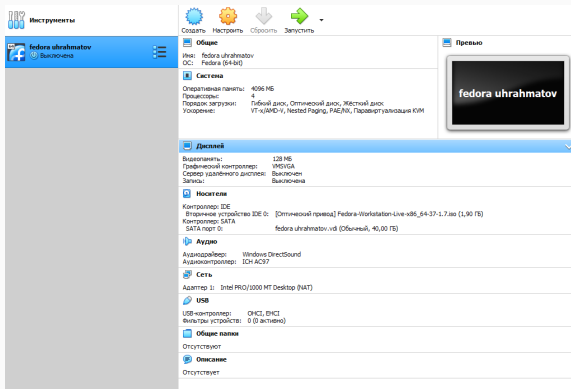 Инструменты
Создать Настроить Сбросить Запустить
fedora uhrahmatov
Выключена
Общие
Имя: fedora uhrahmatov
ОС: Fedora (64-bit)
Превью
fedora uhrahmatov
Система
Оперативная память: 4096 МБ
Процессоры: 4
Порядок загрузки: Гибкий диск, Оптический диск, Жёсткий диск
Ускорение: VT-x/AMD-V, Nested Paging, PAE/NX, Паравиртуализация KVM
Дисплей
Видеопамять: 128 МБ
Графический контроллер: VMSVGA
Сервер удалённого дисплея: Выключен
Запись: Выключена
Носители
Контроллер: IDE
Вторичное устройство IDE 0: [Оптический привод] Fedora-Workstation-Live-x86_64-37-1.7.iso (1,90 ГБ)
Контроллер: SATA
SATA порт 0: fedora uhrahmatov.vdi (Обычный, 40,00 ГБ)
Аудио
Аудиодрайвер: Windows DirectSound
Аудиоконтроллер: ICH AC97
Сеть
Адаптер 1: Intel PRO/1000 MT Desktop (NAT)
USB
USB-контроллер: OHCI, EHCI
Фильтры устройств: 0 (0 активно)
Общие папки
Отсутствуют
Описание
Отсутствует